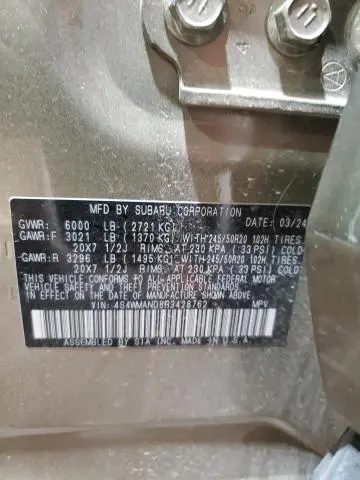 MFD BY SUBARU CORPORATION DATE: 03/24
GVWR: 6000 LB (2721 KG)
GAWR:F 3021 LB (1370 KG) WITH 245/50R20 102H TIRES
20X7 1/2J RIMS, AT 230 KPA (33 PSI) COLD
GAWR:R 3296 LB (1495 KG) WITH 245/50R20 102H TIRES
20X7 1/2J RIMS, AT 230 KPA (33 PSI) COLD
THIS VEHICLE CONFORMS TO ALL APPLICABLE FEDERAL MOTOR
VEHICLE SAFETY AND THEFT PREVENTION STANDARDS IN
EFFECT ON THE DATE OF MANUFACTURE SHOWN ABOVE.
VIN: 4S4WMAND8R3428762 MPV
ASSEMBLED BY SIA INC.
MADE IN U.S.A.